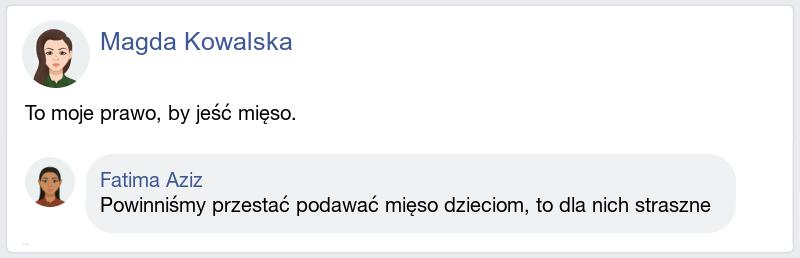 Magda Kowalska
To moje prawo, by jeść mięso.
Fatima Aziz
Powinniśmy przestać podawać mięso dzieciom, to dla nich straszne